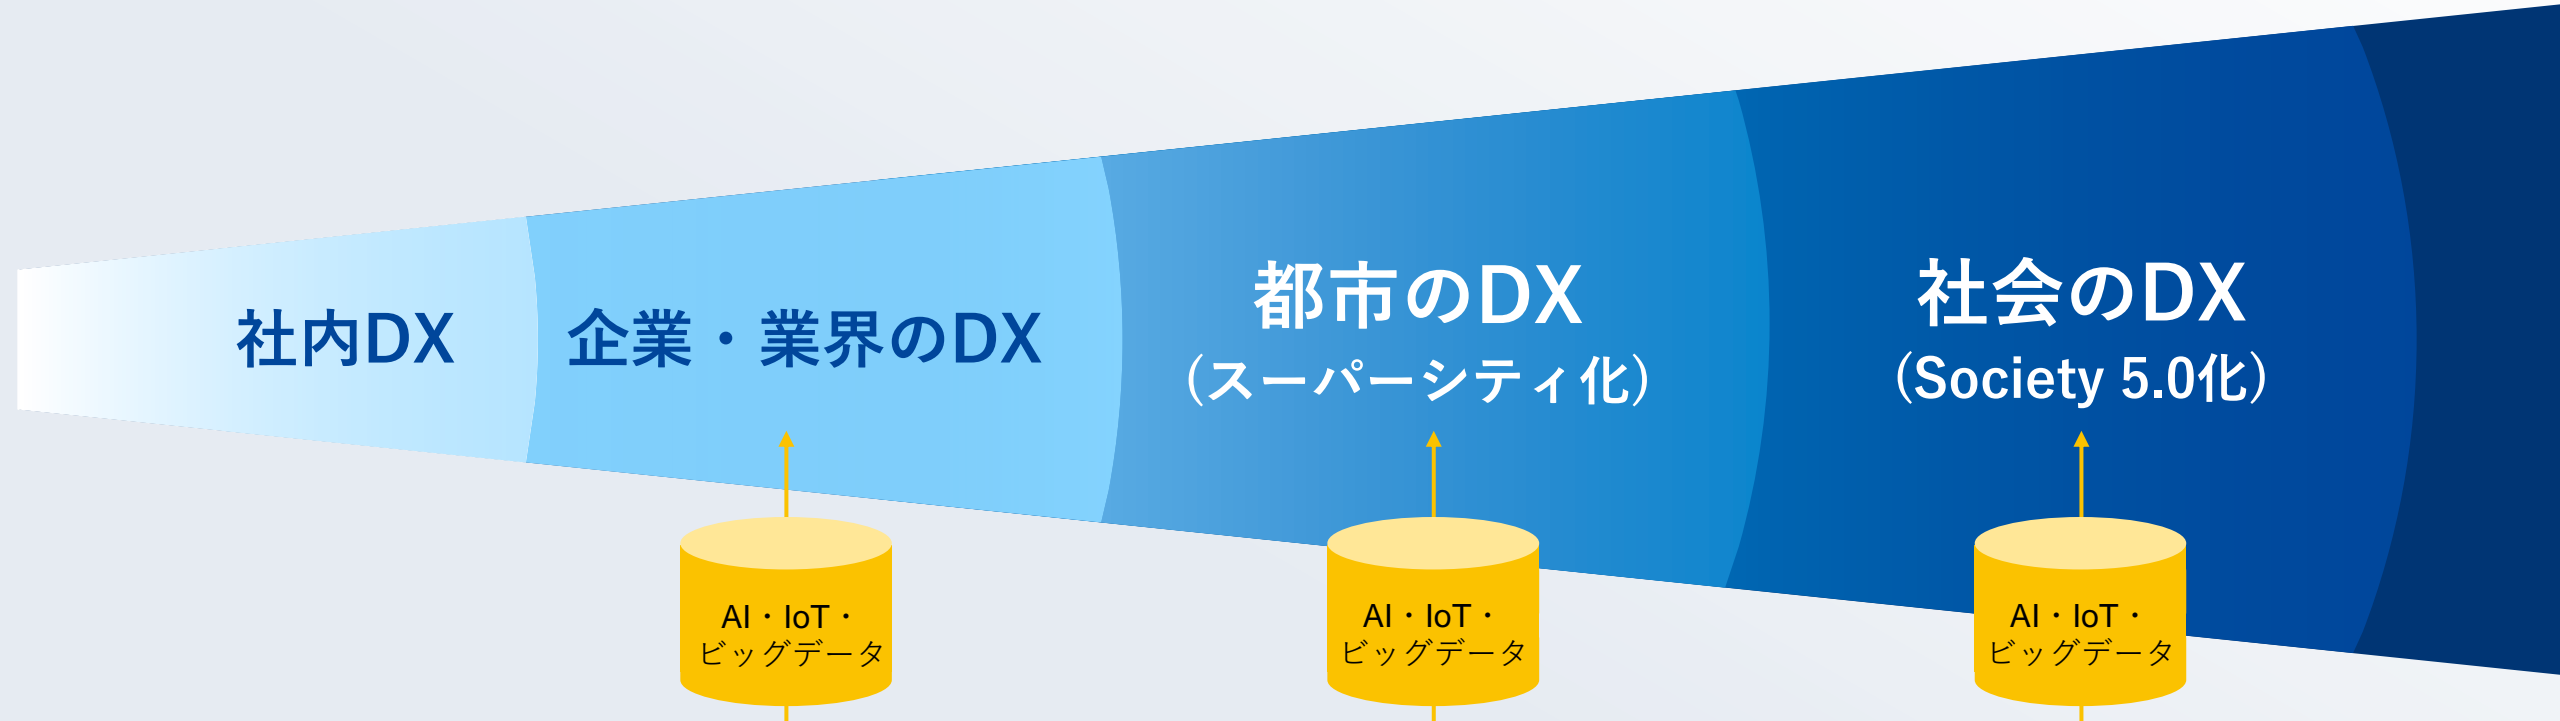 社内DX
企業・業界のDX
都市のDX
（スーパーシティ化）
社会のDX
（Society 5.0化）
AI・IoT・
ビッグデータ
AI・IoT・
ビッグデータ
AI・IoT・
ビッグデータ